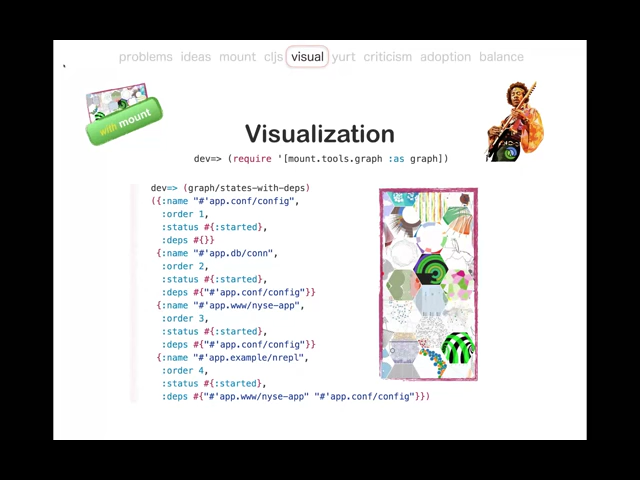 problems ideas mount cljs visual yurt criticism adoption balance
with mount
Visualization
dev=> (require '[mount.tools.graph :as graph])
dev=> (graph/states-with-deps)
({:name "#'app.conf/config",
:order 1,
:status #{:started},
:deps #{}}
{:name "#'app.db/conn",
:order 2,
:status #{:started},
:deps #{"#'app.conf/config"}}
{:name "#'app.www/nyse-app",
:order 3,
:status #{:started},
:deps #{"#'app.conf/config"}}
{:name "#'app.example/nrepl",
:order 4,
:status #{:started},
:deps #{"#'app.www/nyse-app" "#'app.conf/config"}})